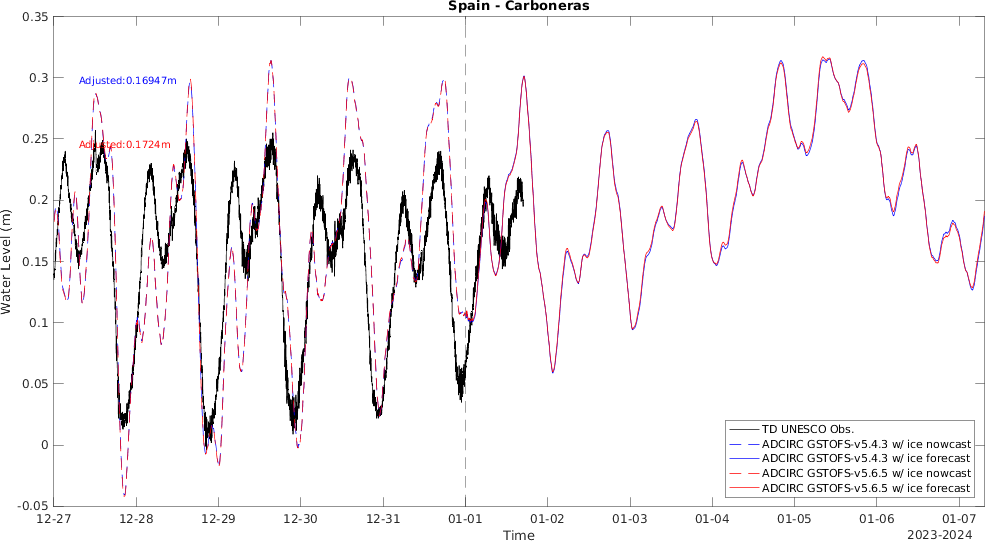 Spain - Carboneras
0.35
0.3
0.25
0.2
0.15
0.1
0.05
0
-0.05
Water Level (m)
Adjusted:0.16947m
Adjusted:0.1724m
TD UNESCO Obs.
ADCIRC GSTOFS-v5.4.3 w/ ice nowcast
ADCIRC GSTOFS-v5.4.3 w/ ice forecast
ADCIRC GSTOFS-v5.6.5 w/ ice nowcast
ADCIRC GSTOFS-v5.6.5 w/ ice forecast
12-27 12-28 12-29 12-30 12-31 01-01 01-02 01-03 01-04 01-05 01-06 01-07
Time
2023-2024